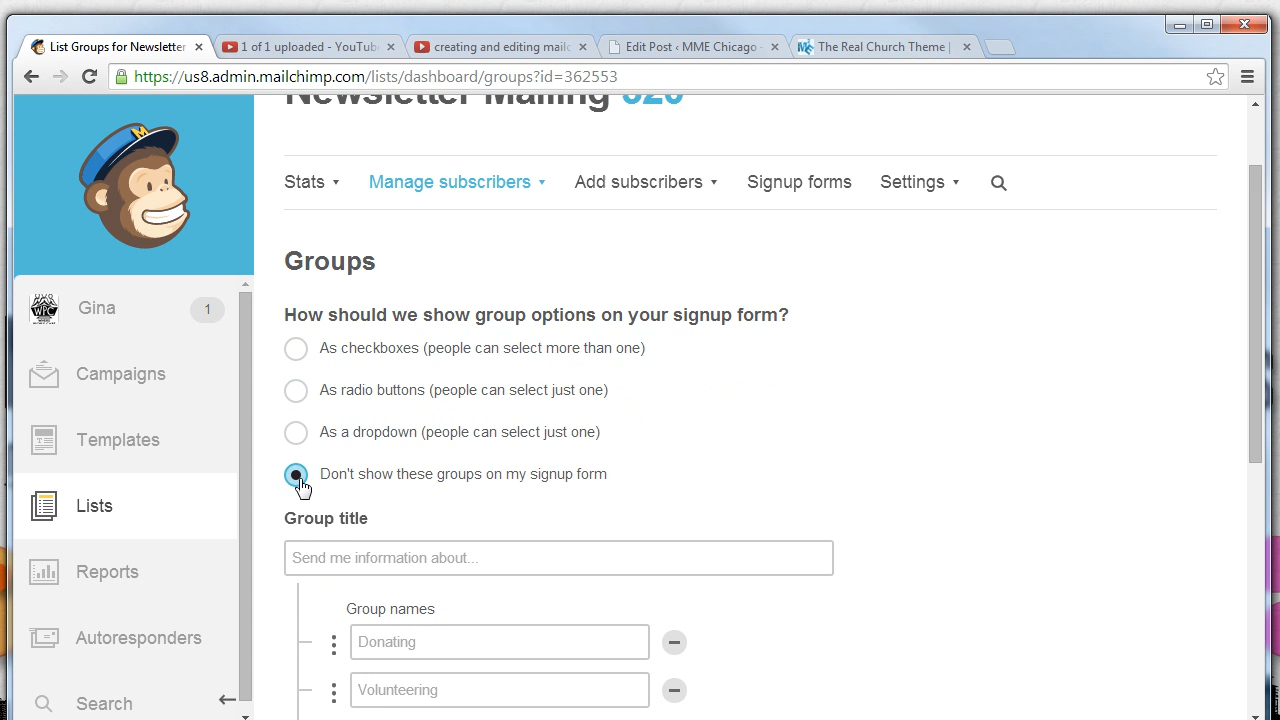 List Groups for Newsletter
1 of 1 uploaded - YouTub
creating and editing mailc
Edit Post ‹ MME Chicago -
The Real Church Theme |
https://us8.admin.mailchimp.com/lists/dashboard/groups?id=362553
Newsletter Mailing 620
Stats
Manage subscribers
Add subscribers
Signup forms
Settings
Gina
1
Campaigns
Templates
Lists
Reports
Autoresponders
Search
Groups
How should we show group options on your signup form?
As checkboxes (people can select more than one)
As radio buttons (people can select just one)
As a dropdown (people can select just one)
Don't show these groups on my signup form
Group title
Send me information about...
Group names
Donating
Volunteering